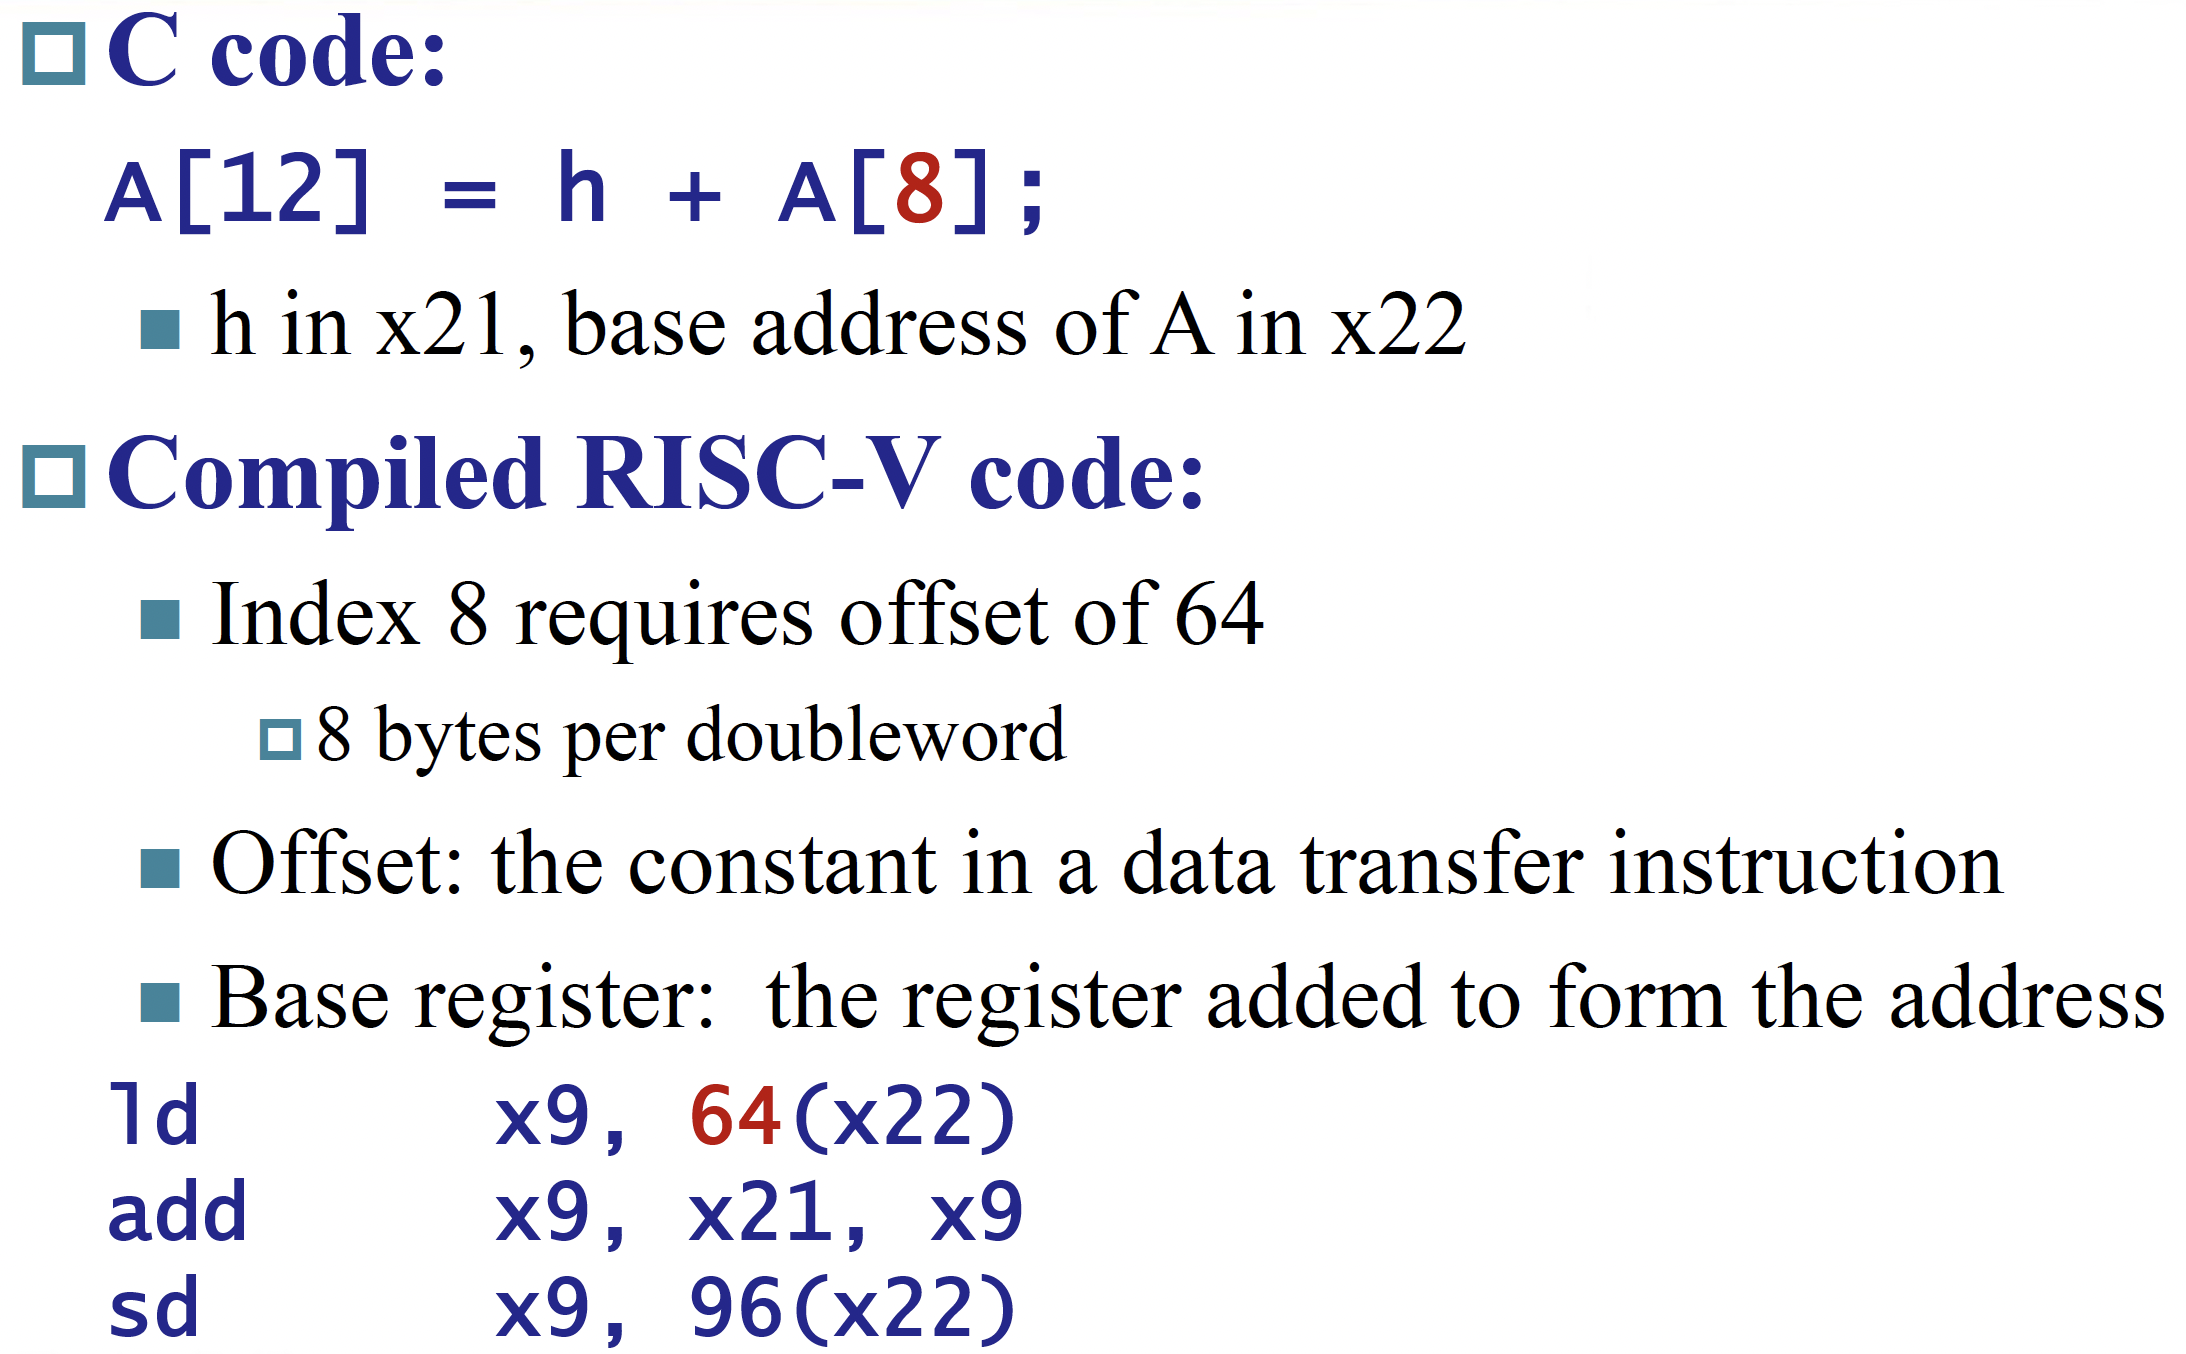 C code:
A[12] = h + A[8];
h in x21, base address of A in x22
Compiled RISC-V code:
Index 8 requires offset of 64
8 bytes per doubleword
Offset: the constant in a data transfer instruction
Base register: the register added to form the address
ld x9, 64(x22)
add x9, x21, x9
sd x9, 96(x22)